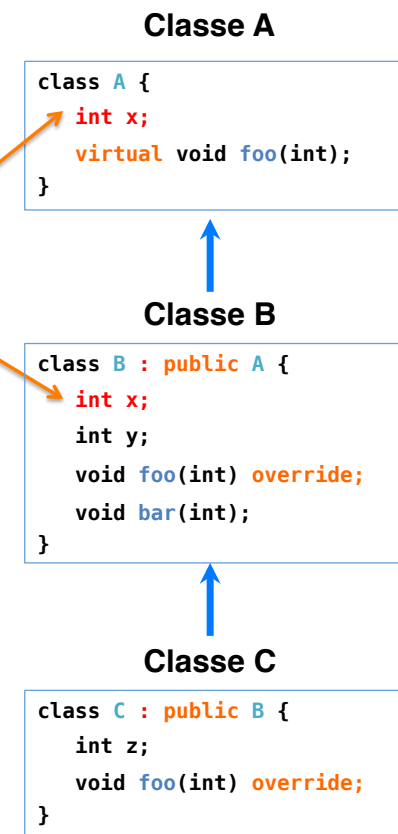 Classe A
class A {
int x;
virtual void foo(int);
}
Classe B
class B : public A {
int x;
int y;
void foo(int) override;
void bar(int);
}
Classe C
class C : public B {
int z;
void foo(int) override;
}